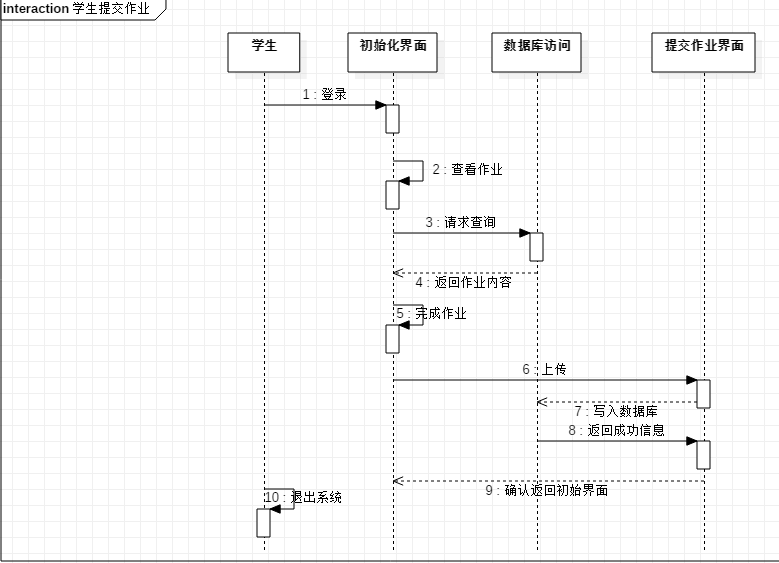 interaction 学生提交作业
学生
初始化界面
数据库访问
提交作业界面
1 : 登录
2 : 查看作业
3 : 请求查询
4 : 返回作业内容
5 : 完成作业
6 : 上传
7 : 写入数据库
8 : 返回成功信息
9 : 确认返回初始界面
10 : 退出系统